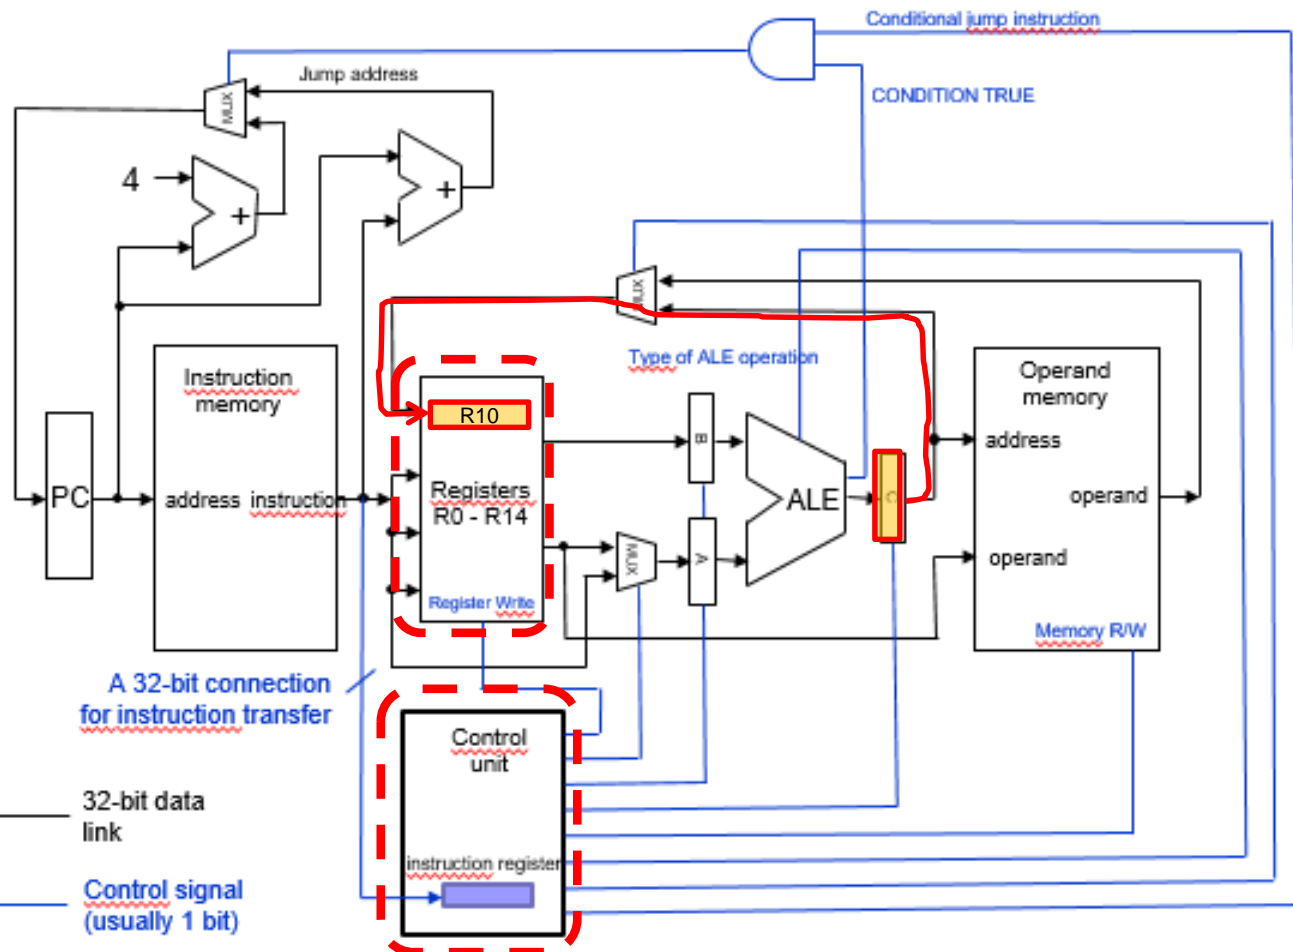 Conditional jump instruction
Jump address
MUX
CONDITION TRUE
4
+
+
MUX
Type of ALE operation
Instruction
memory
Operand
memory
R10
B
address
PC
address instruction
Registers
R0 - R14
ALE
C
operand
MUX
A
operand
Register Write
Memory R/W
A 32-bit connection
for instruction transfer
Control
unit
32-bit data
link
instruction register
Control signal
(usually 1 bit)